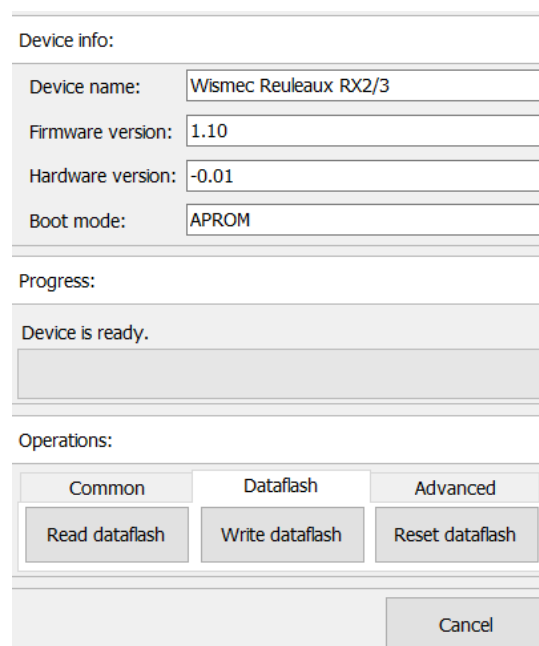 Device info:
Device name: Wismec Reuleaux RX2/3
Firmware version: 1.10
Hardware version: -0.01
Boot mode: APROM
Progress:
Device is ready.
Operations:
Common Dataflash Advanced
Read dataflash Write dataflash Reset dataflash
Cancel